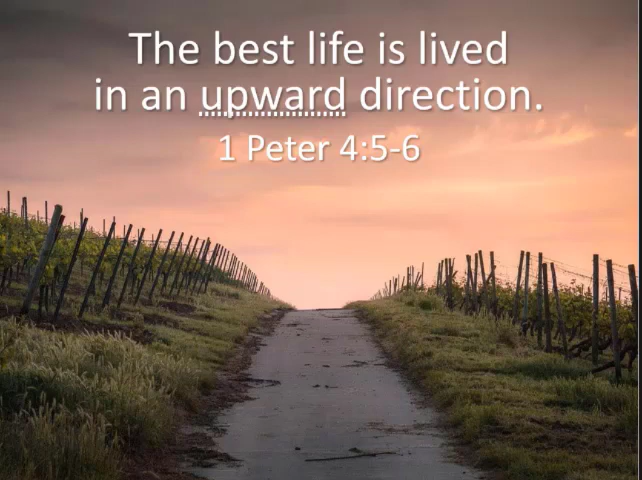 The best life is lived
in an upward direction.
1 Peter 4:5-6